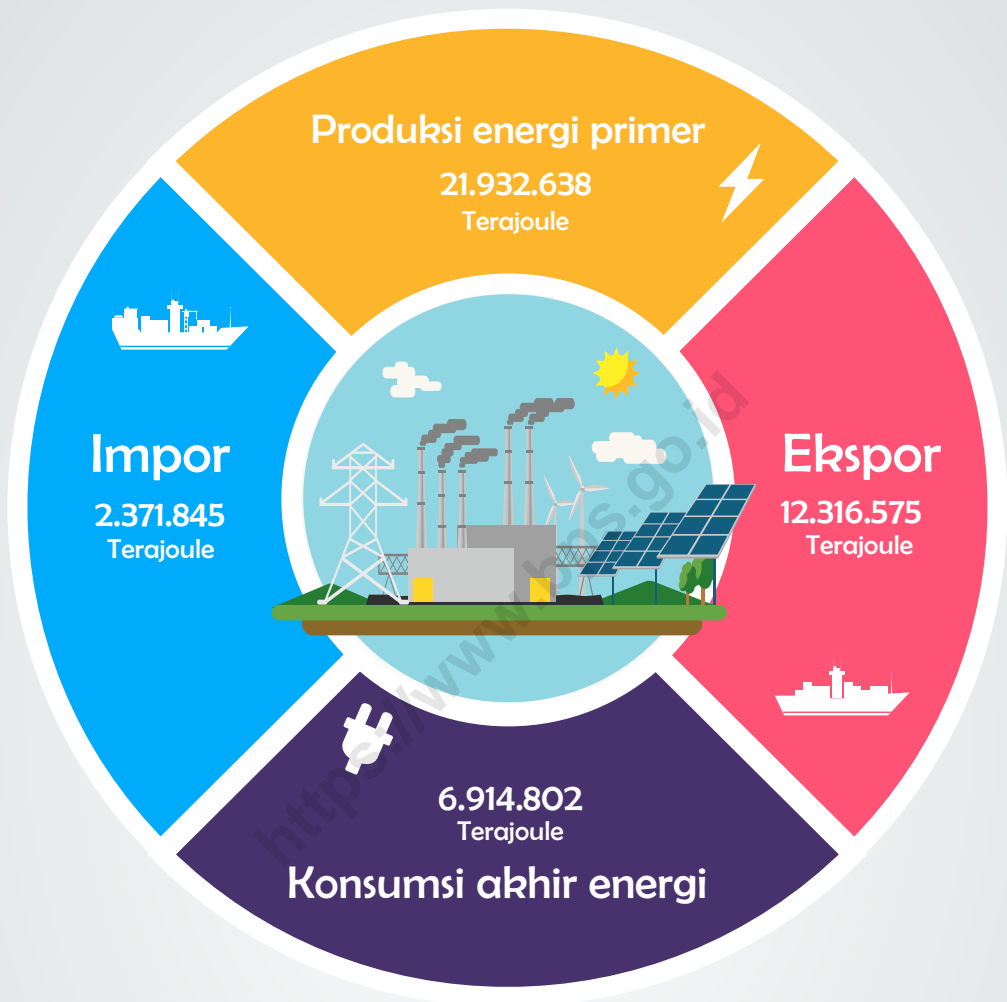 Produksi energi primer
21.932.638
Terajoule
Impor
2.371.845
Terajoule
Ekspor
12.316.575
Terajoule
6.914.802
Terajoule
Konsumsi akhir energi
https://www.bps.go.id